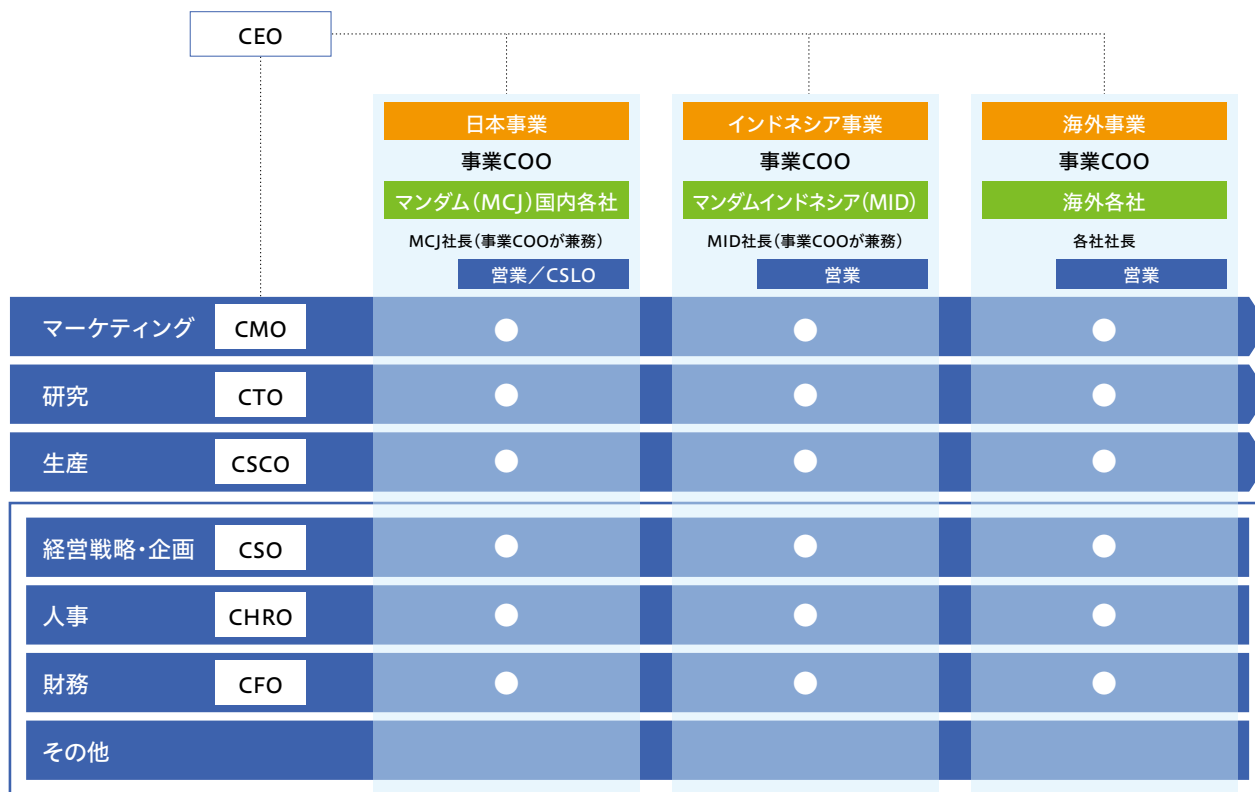 CEO
日本事業
インドネシア事業
海外事業
事業COO
事業COO
事業COO
マンダム(MCJ)国内各社
マンダムインドネシア(MID)
海外各社
MCJ社長(事業COOが兼務)
MID社長(事業COOが兼務)
各社社長
営業/CSLO
営業
営業
マーケティング CMO
研究 CTO
生産 CSCO
経営戦略・企画 CSO
人事 CHRO
財務 CFO
その他